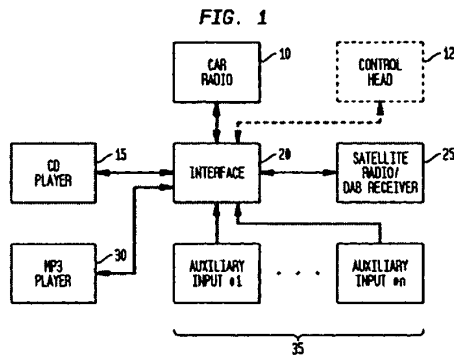 FIG. 1
CAR
RADIO
10
CONTROL
HEAD
12
CD
PLAYER
15
INTERFACE
20
SATELLITE
RADIO/
DAB RECEIVER
25
MP3
PLAYER
30
AUXILIARY
INPUT #1
. . . .
AUXILIARY
INPUT #n
35